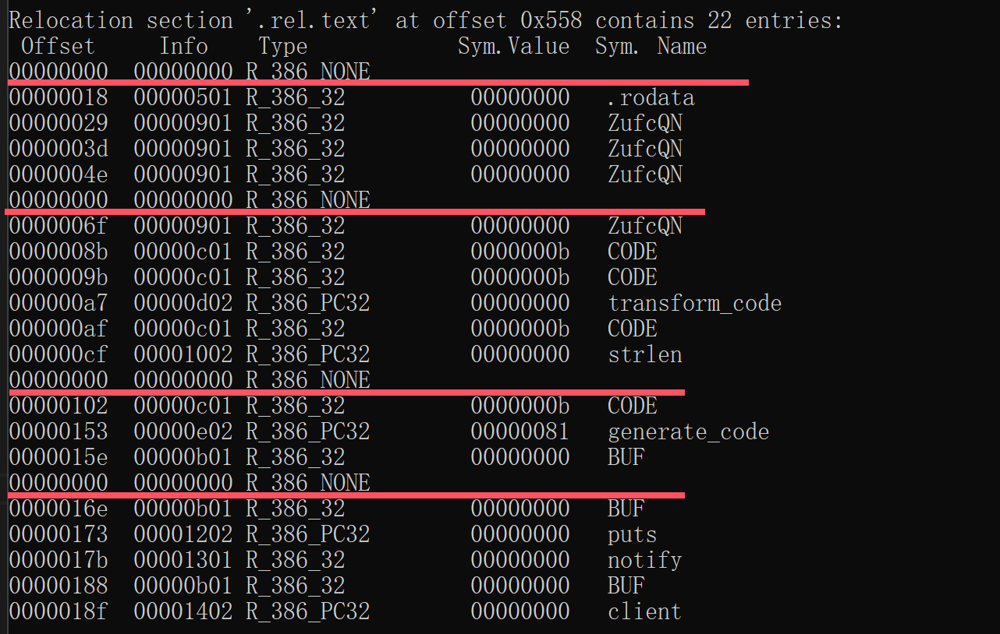 Relocation section '.rel.text' at offset 0x558 contains 22 entries:
Offset Info Type Sym.Value Sym. Name
00000000 00000000 R_386_NONE
00000018 00000501 R_386_32 00000000 .rodata
00000029 00000901 R_386_32 00000000 ZufcQN
0000003d 00000901 R_386_32 00000000 ZufcQN
0000004e 00000901 R_386_32 00000000 ZufcQN
00000000 00000000 R_386_NONE
0000006f 00000901 R_386_32 00000000 ZufcQN
0000008b 00000c01 R_386_32 0000000b CODE
0000009b 00000c01 R_386_32 0000000b CODE
000000a7 00000d02 R_386_PC32 00000000 transform_code
000000af 00000c01 R_386_32 0000000b CODE
000000cf 00001002 R_386_PC32 00000000 strlen
00000000 00000000 R_386_NONE
00000102 00000c01 R_386_32 0000000b CODE
00000153 00000e02 R_386_PC32 00000081 generate_code
0000015e 00000b01 R_386_32 00000000 BUF
00000000 00000000 R_386_NONE
0000016e 00000b01 R_386_32 00000000 BUF
00000173 00001202 R_386_PC32 00000000 puts
0000017b 00001301 R_386_32 00000000 notify
00000188 00000b01 R_386_32 00000000 BUF
0000018f 00001402 R_386_PC32 00000000 client